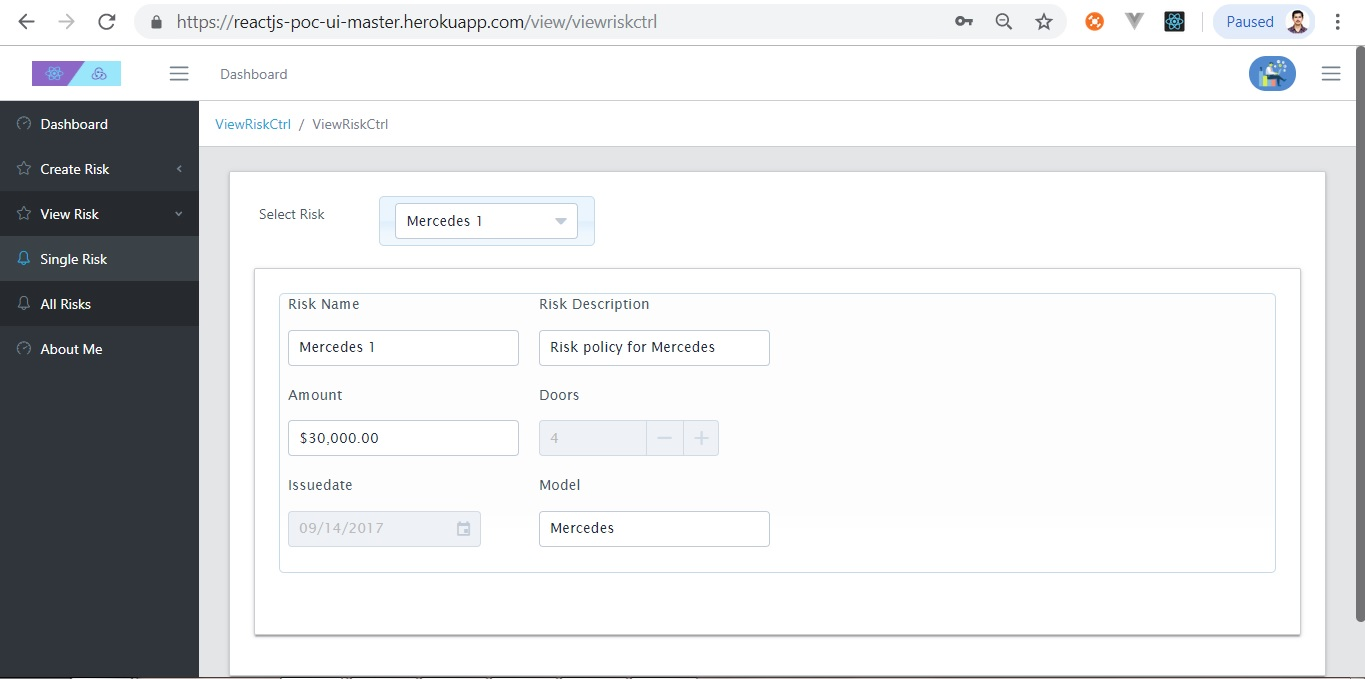 https://reactjs-poc-ui-master.herokuapp.com/view/viewriskctrl
Paused
Dashboard
Dashboard
Create Risk
View Risk
Single Risk
All Risks
About Me
ViewRiskCtrl / ViewRiskCtrl
Select Risk
Mercedes 1
Risk Name Risk Description
Mercedes 1 Risk policy for Mercedes
Amount Doors
$30,000.00 4
Issuedate Model
09/14/2017 Mercedes